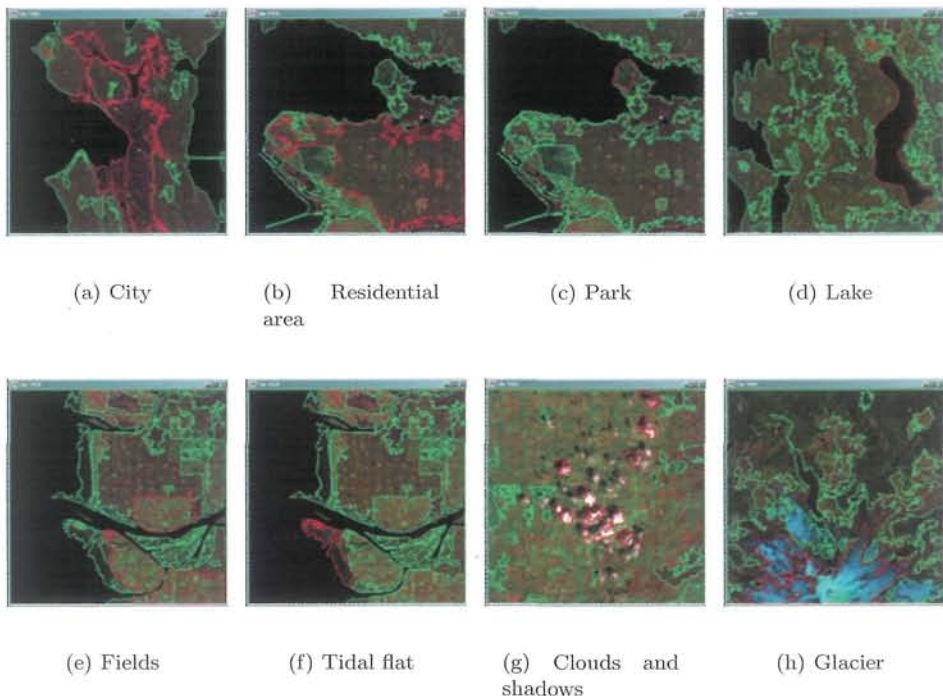 (a) City
(b) Residential
area
(c) Park
(d) Lake
(e) Fields
(f) Tidal flat
(g) Clouds and
shadows
(h) Glacier